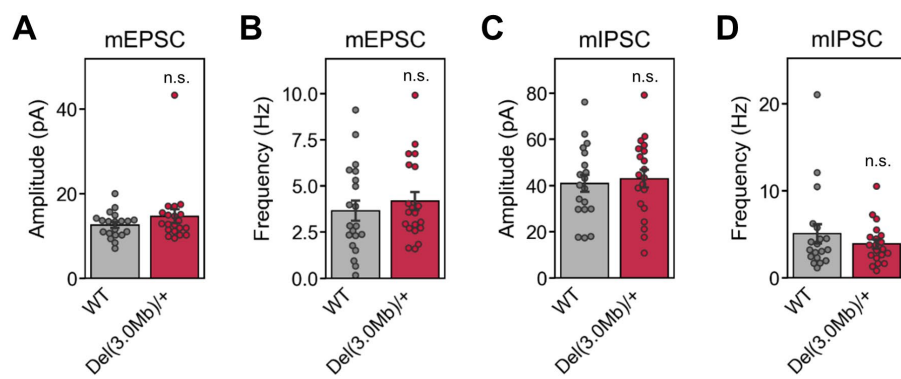 A
mEPSC
n.s.
Amplitude (pA)
40
20
0
WT
Del(3.0Mb)/+
B
mEPSC
n.s.
Frequency (Hz)
10.0
7.5
5.0
2.5
0.0
WT
Del(3.0Mb)/+
C
mIPSC
n.s.
Amplitude (pA)
80
60
40
20
0
WT
Del(3.0Mb)/+
D
mIPSC
n.s.
Frequency (Hz)
20
10
0
WT
Del(3.0Mb)/+